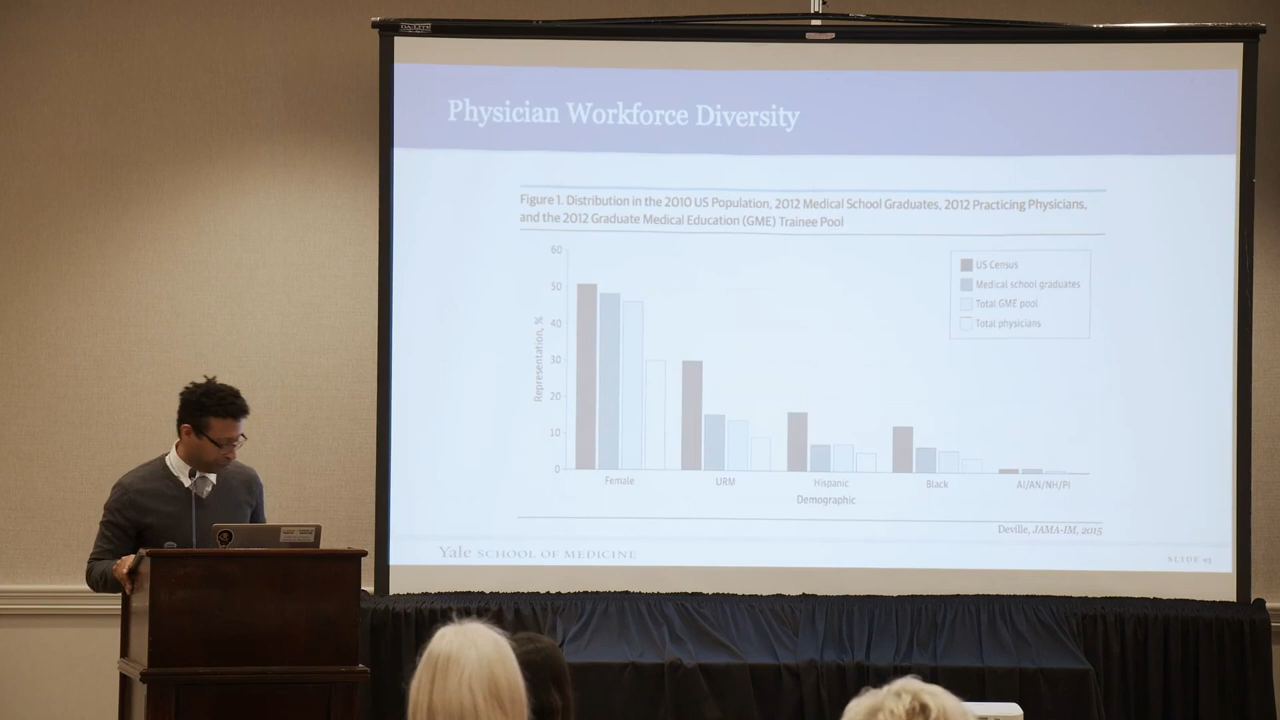 DA-LITE
Physician Workforce Diversity
Figure 1. Distribution in the 2010 US Population, 2012 Medical School Graduates, 2012 Practicing Physicians,
and the 2012 Graduate Medical Education (GME) Trainee Pool
60
50
40
30
20
10
0
Representation, %
US Census
Medical school graduates
Total GME pool
Total physicians
Female
URM
Hispanic
Black
AI/AN/NH/PI
Demographic
Deville, JAMA-IM, 2015
Yale SCHOOL OF MEDICINE
SLIDE